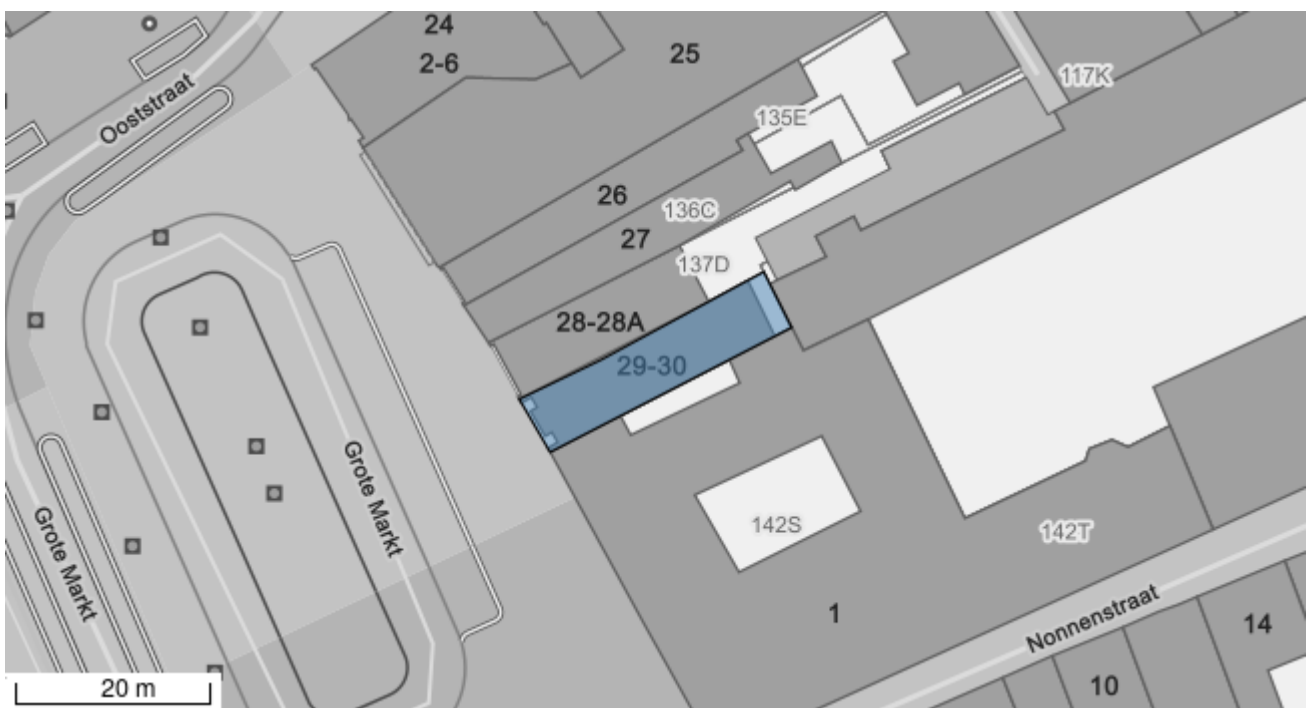 24
2-6
25
117K
Ooststraat
135E
26
136C
27
137D
28-28A
29-30
Grote Markt
Grote Markt
142S
142T
1
Nonnenstraat
14
10
20 m